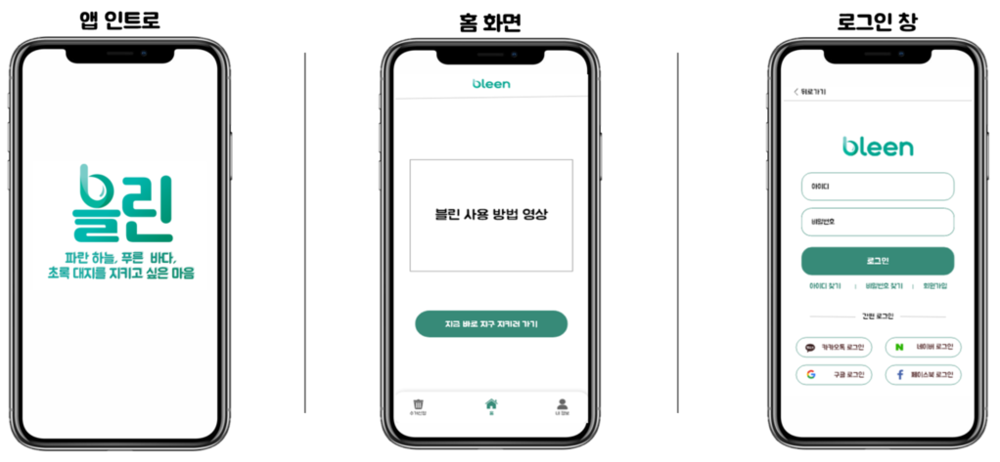 앱 인트로
블린
파란 하늘, 푸른 바다,
초록 대지를 지키고 싶은 마음
홈 화면
bleen
블린 사용 방법 영상
지금 바로 지구 지키러 가기
수거신청
홈
내 정보
로그인 창
뒤로가기
bleen
아이디
비밀번호
로그인
아이디 찾기 | 비밀번호 찾기 | 회원가입
간편 로그인
카카오톡 로그인
N 네이버 로그인
G 구글 로그인
f 페이스북 로그인